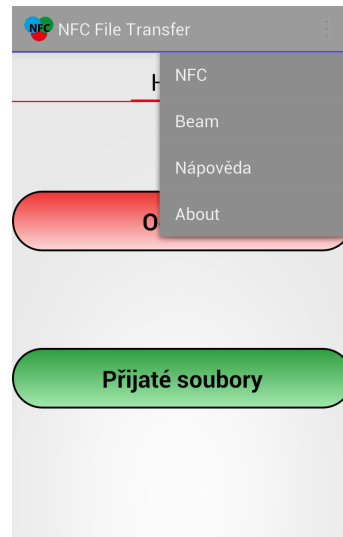 NFC NFC File Transfer
H
NFC
Beam
Nápověda
O
About
Přijaté soubory